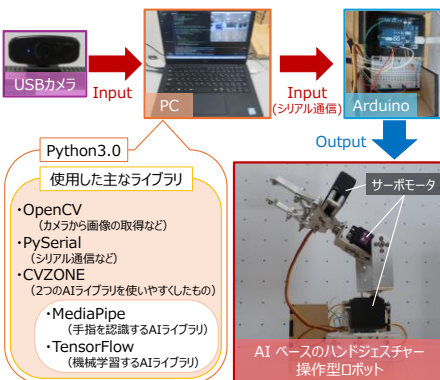 USBカメラ
Input
PC
Input
(シリアル通信)
Arduino
Output
Python3.0
使用した主なライブラリ
・OpenCV
(カメラから画像の取得など)
・PySerial
(シリアル通信など)
・CVZONE
(2つのAIライブラリを使いやすくしたもの)
・MediaPipe
(手指を認識するAIライブラリ)
・TensorFlow
(機械学習するAIライブラリ)
サーボモータ
AI ベースのハンドジェスチャー
操作型ロボット